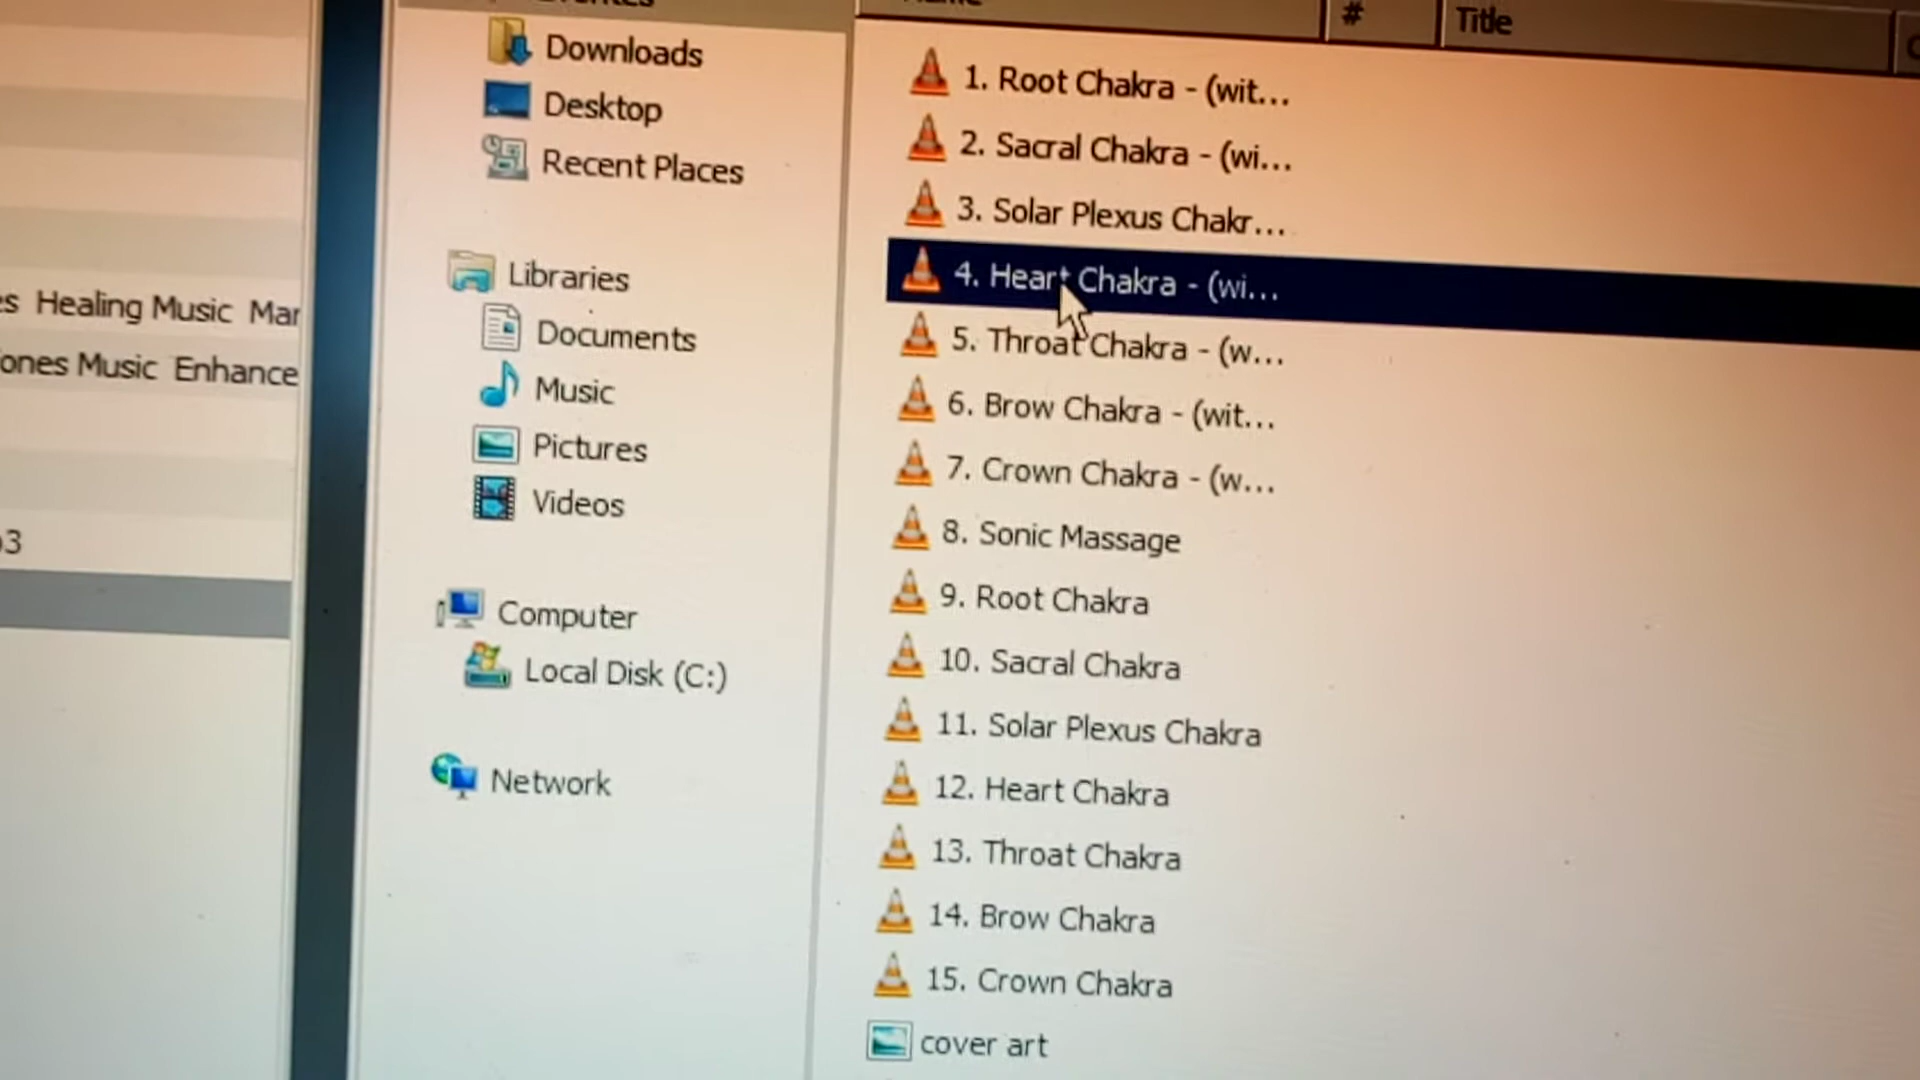 Downloads
Desktop
Recent Places
Libraries
Documents
Music
Pictures
Videos
Computer
Local Disk (C:)
Network
Healing Music Mar
Music Enhance
# Title
1. Root Chakra - (wit...
2. Sacral Chakra - (wi...
3. Solar Plexus Chakr...
4. Heart Chakra - (wi...
5. Throat Chakra - (w...
6. Brow Chakra - (wit...
7. Crown Chakra - (w...
8. Sonic Massage
9. Root Chakra
10. Sacral Chakra
11. Solar Plexus Chakra
12. Heart Chakra
13. Throat Chakra
14. Brow Chakra
15. Crown Chakra
cover art